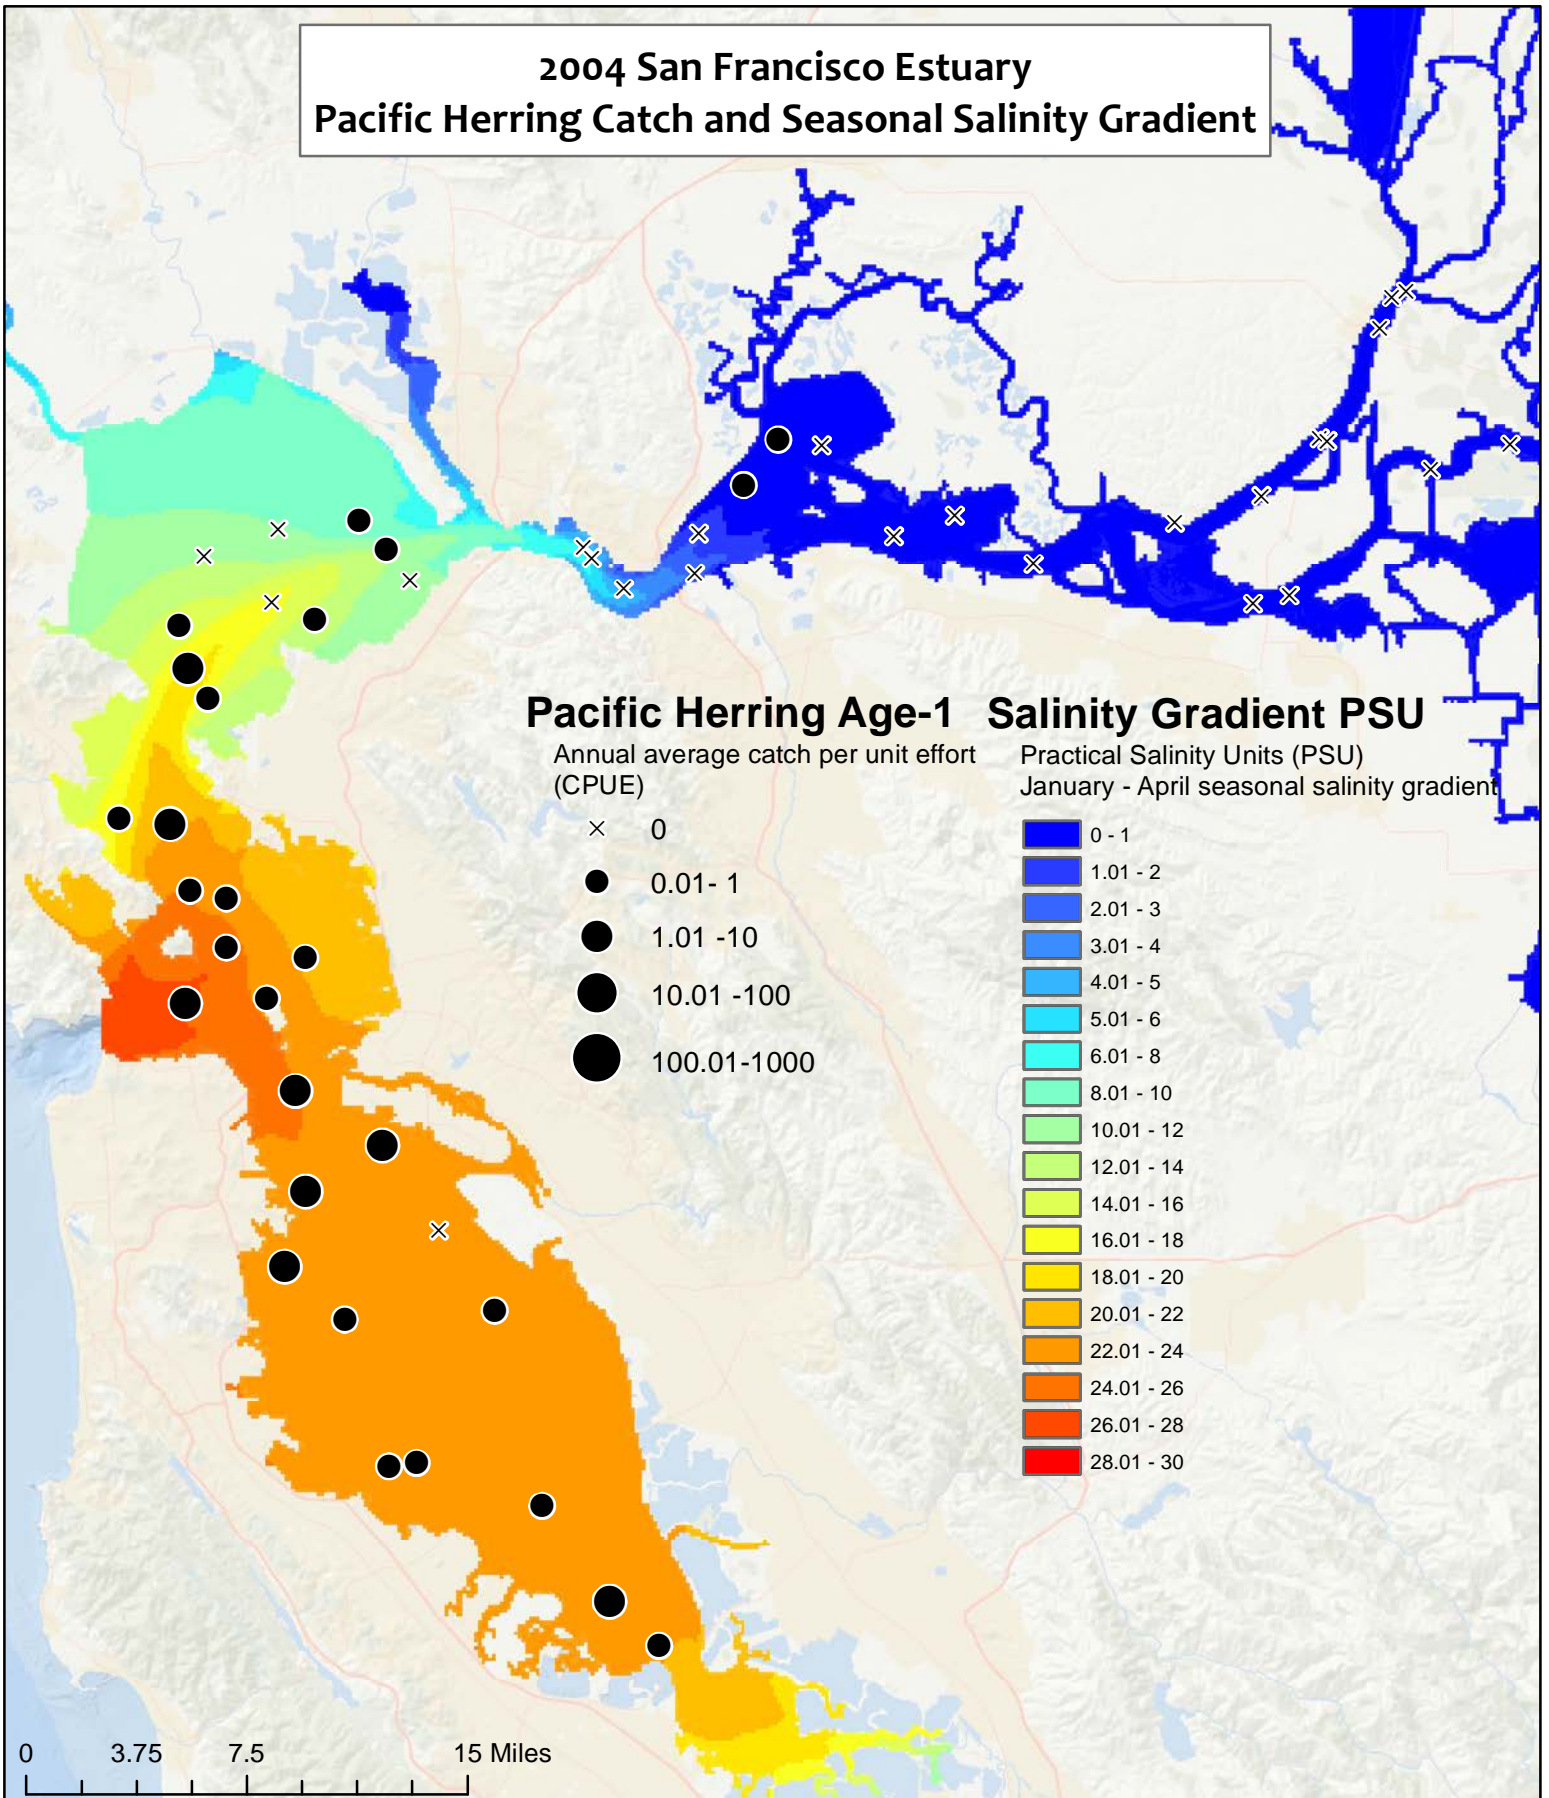 2004 San Francisco Estuary
Pacific Herring Catch and Seasonal Salinity Gradient
Pacific Herring Age-1
Annual average catch per unit effort
(CPUE)
0
0.01- 1
1.01 -10
10.01 -100
100.01-1000
Salinity Gradient PSU
Practical Salinity Units (PSU)
January - April seasonal salinity gradient
0 - 1
1.01 - 2
2.01 - 3
3.01 - 4
4.01 - 5
5.01 - 6
6.01 - 8
8.01 - 10
10.01 - 12
12.01 - 14
14.01 - 16
16.01 - 18
18.01 - 20
20.01 - 22
22.01 - 24
24.01 - 26
26.01 - 28
28.01 - 30
0 3.75 7.5 15 Miles